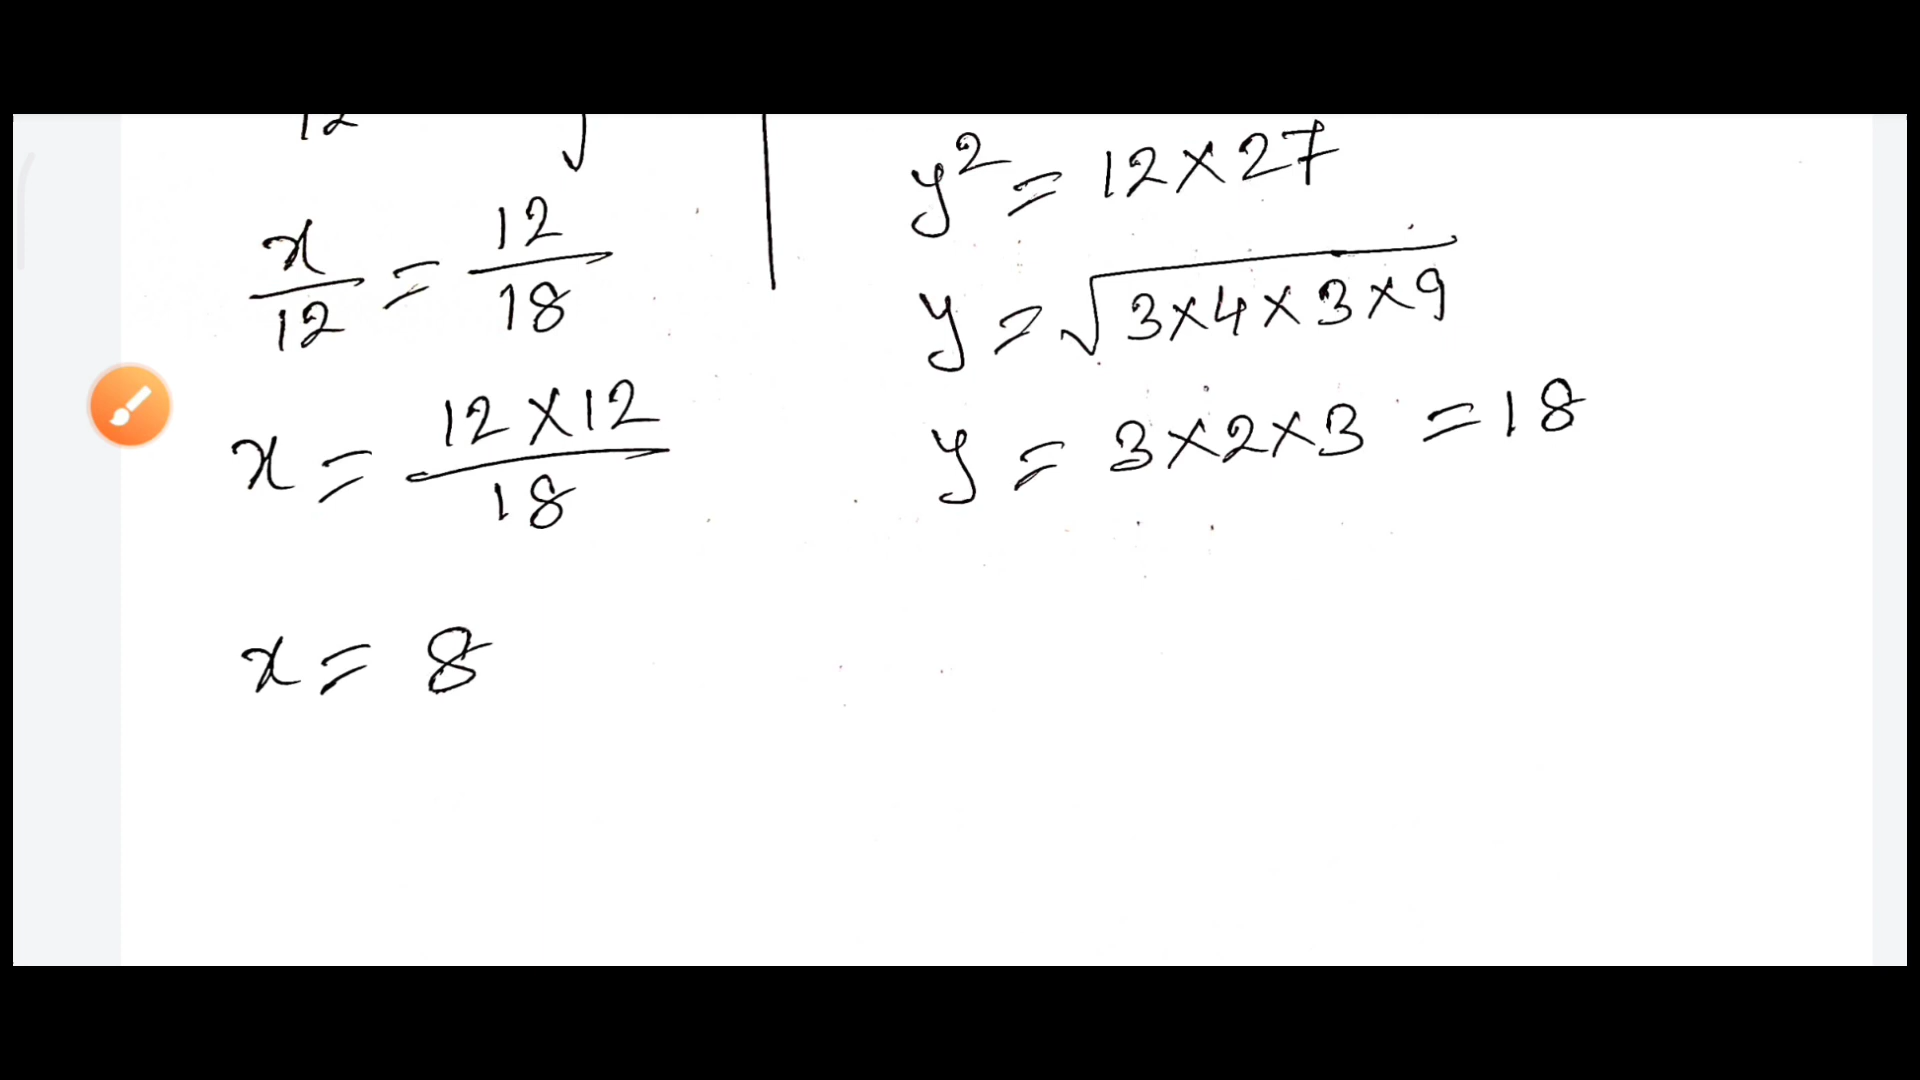 x/12 = 12/18
x = 12×12/18
x = 8
y² = 12×27
y = √3×4×3×9
y = 3×2×3 = 18